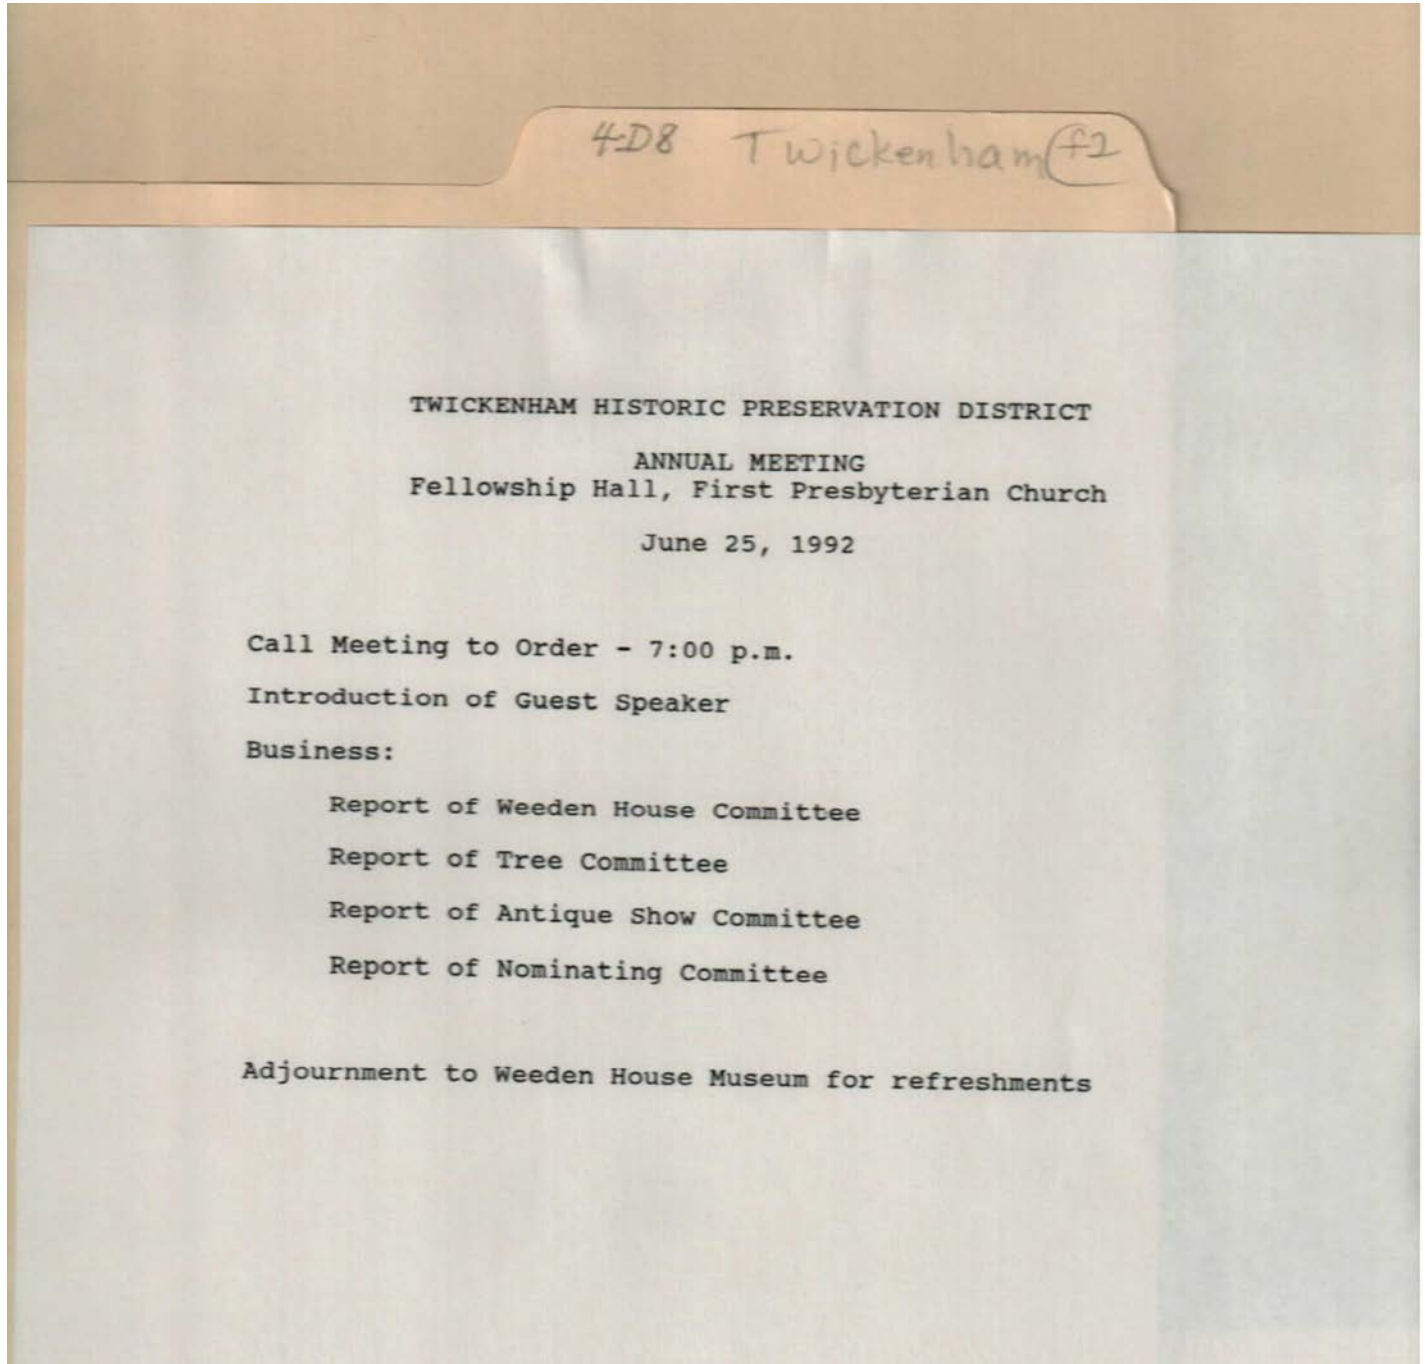 4-D8 Twickenham f2
TWICKENHAM HISTORIC PRESERVATION DISTRICT
ANNUAL MEETING
Fellowship Hall, First Presbyterian Church
June 25, 1992
Call Meeting to Order - 7:00 p.m.
Introduction of Guest Speaker
Business:
Report of Weeden House Committee
Report of Tree Committee
Report of Antique Show Committee
Report of Nominating Committee
Adjournment to Weeden House Museum for refreshments